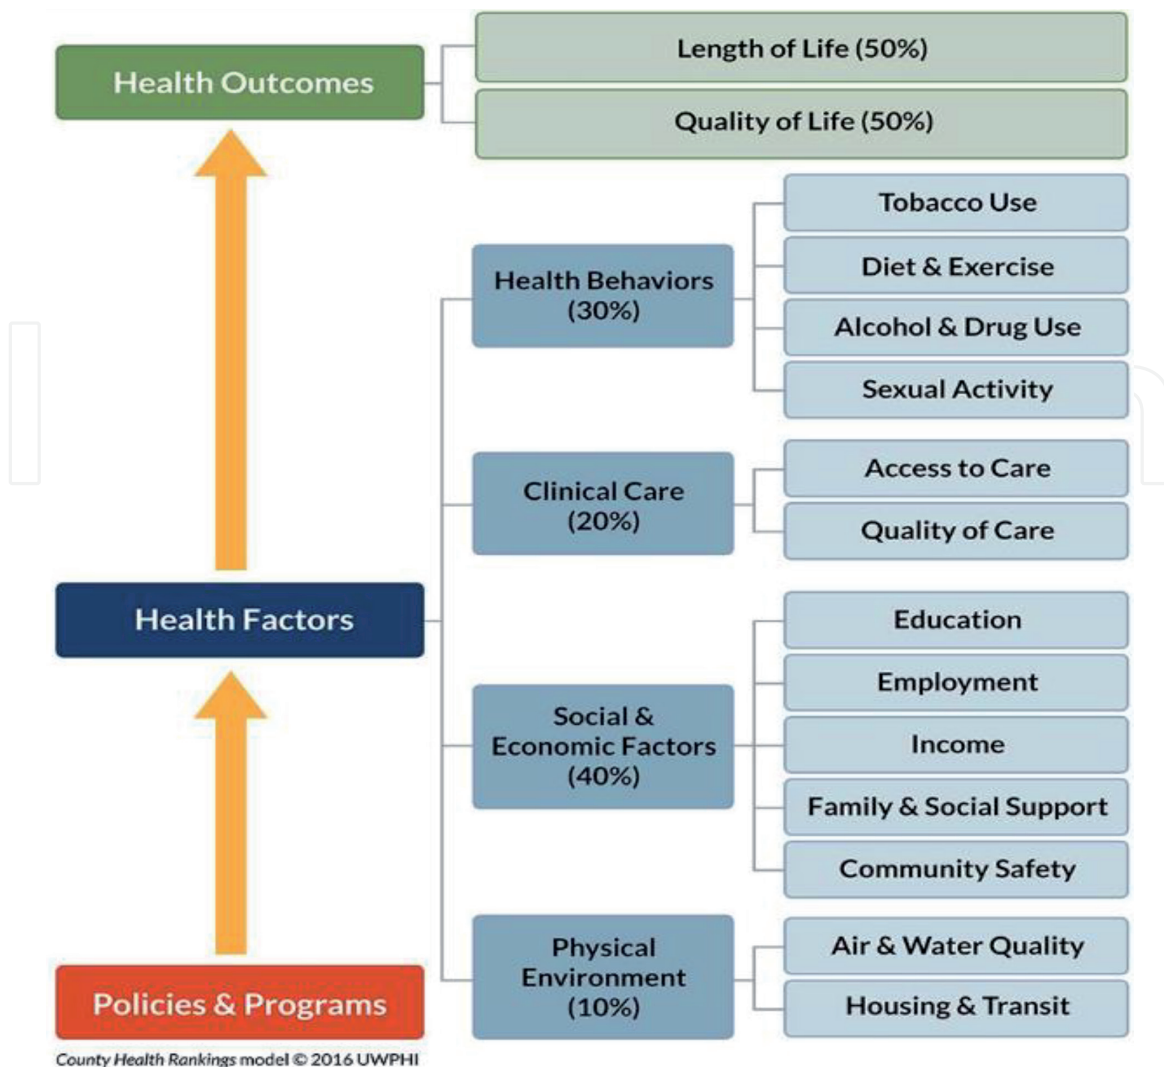 Health Outcomes
Length of Life (50%)
Quality of Life (50%)
Health Behaviors
(30%)
Tobacco Use
Diet & Exercise
Alcohol & Drug Use
Sexual Activity
Clinical Care
(20%)
Access to Care
Quality of Care
Health Factors
Social &
Economic Factors
(40%)
Education
Employment
Income
Family & Social Support
Community Safety
Physical
Environment
(10%)
Air & Water Quality
Housing & Transit
Policies & Programs
County Health Rankings model © 2016 UWPHI